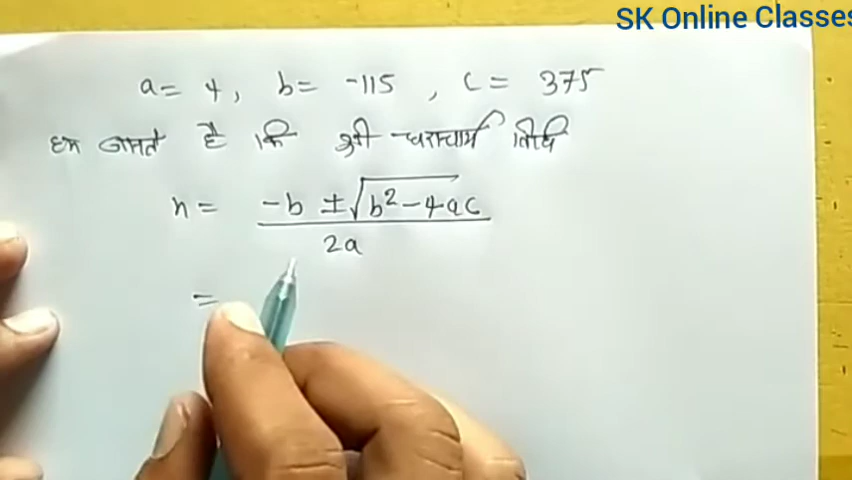 SK Online Classes
a= 4, b= -115, c= 375
हम जानते है कि श्री धराचार्य विधि
x= -b ±√b²-4ac
2a
=